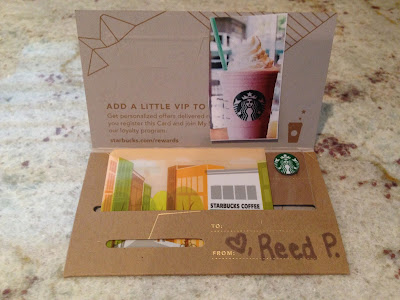 ADD A LITTLE VIP TO
Get personalized offers delivered
you register this Card and join My
our loyalty program.
starbucks.com/rewards
STARBUCKS COFFEE
TO:
FROM: ♡, Reed P.